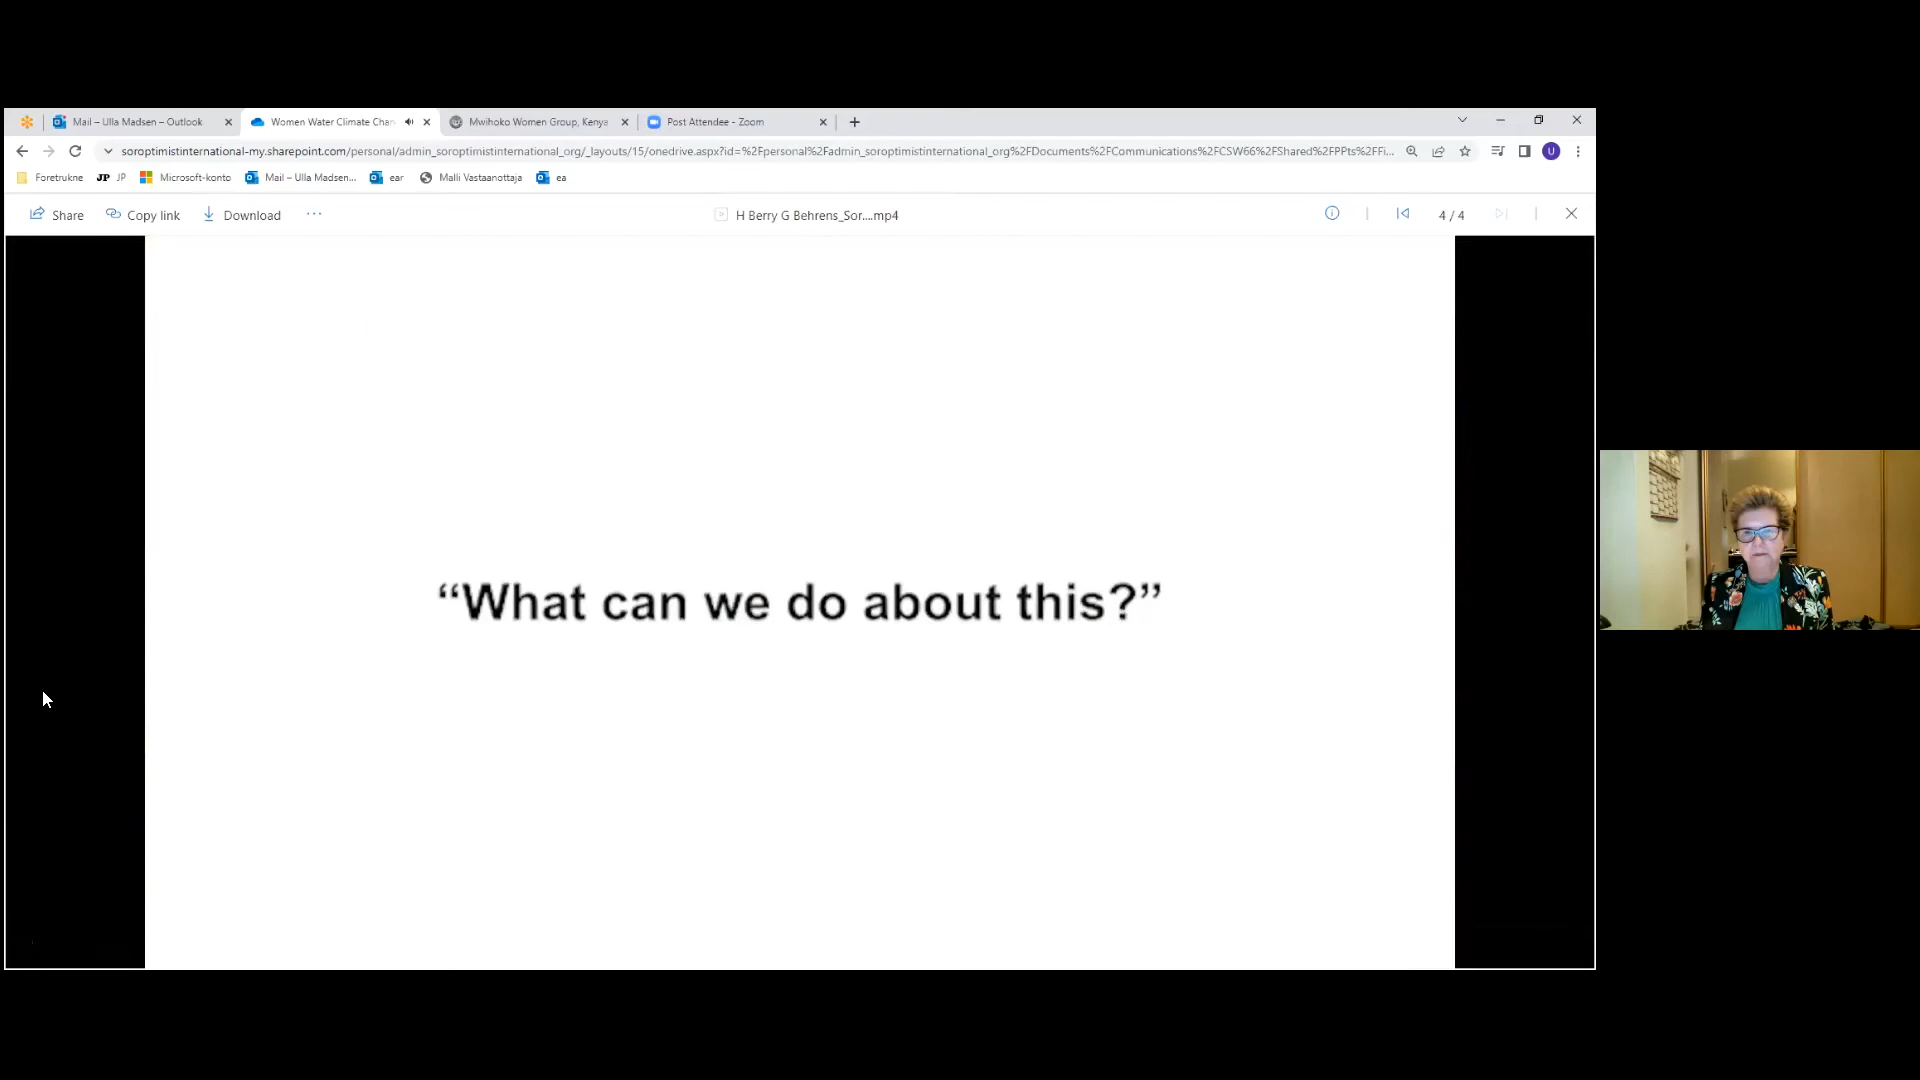 Mail – Ulla Madsen – Outlook
Women Water Climate Chan
Mwihoko Women Group, Kenya
Post Attendee - Zoom
soroptimistinternational-my.sharepoint.com/personal/admin_soroptimistinternational_org/_layouts/15/onedrive.aspx?id=%2Fpersonal%2Fadmin_soroptimistinternational_org%2FDocuments%2FCommunications%2FCSW66%2FShared%2FPPts%2FFi...
U
Foretrukne
JP JP
Microsoft-konto
Mail – Ulla Madsen...
ear
Malli Vastaanottaja
ea
Share
Copy link
Download
H Berry G Behrens_Sor....mp4
4 / 4
“What can we do about this?”